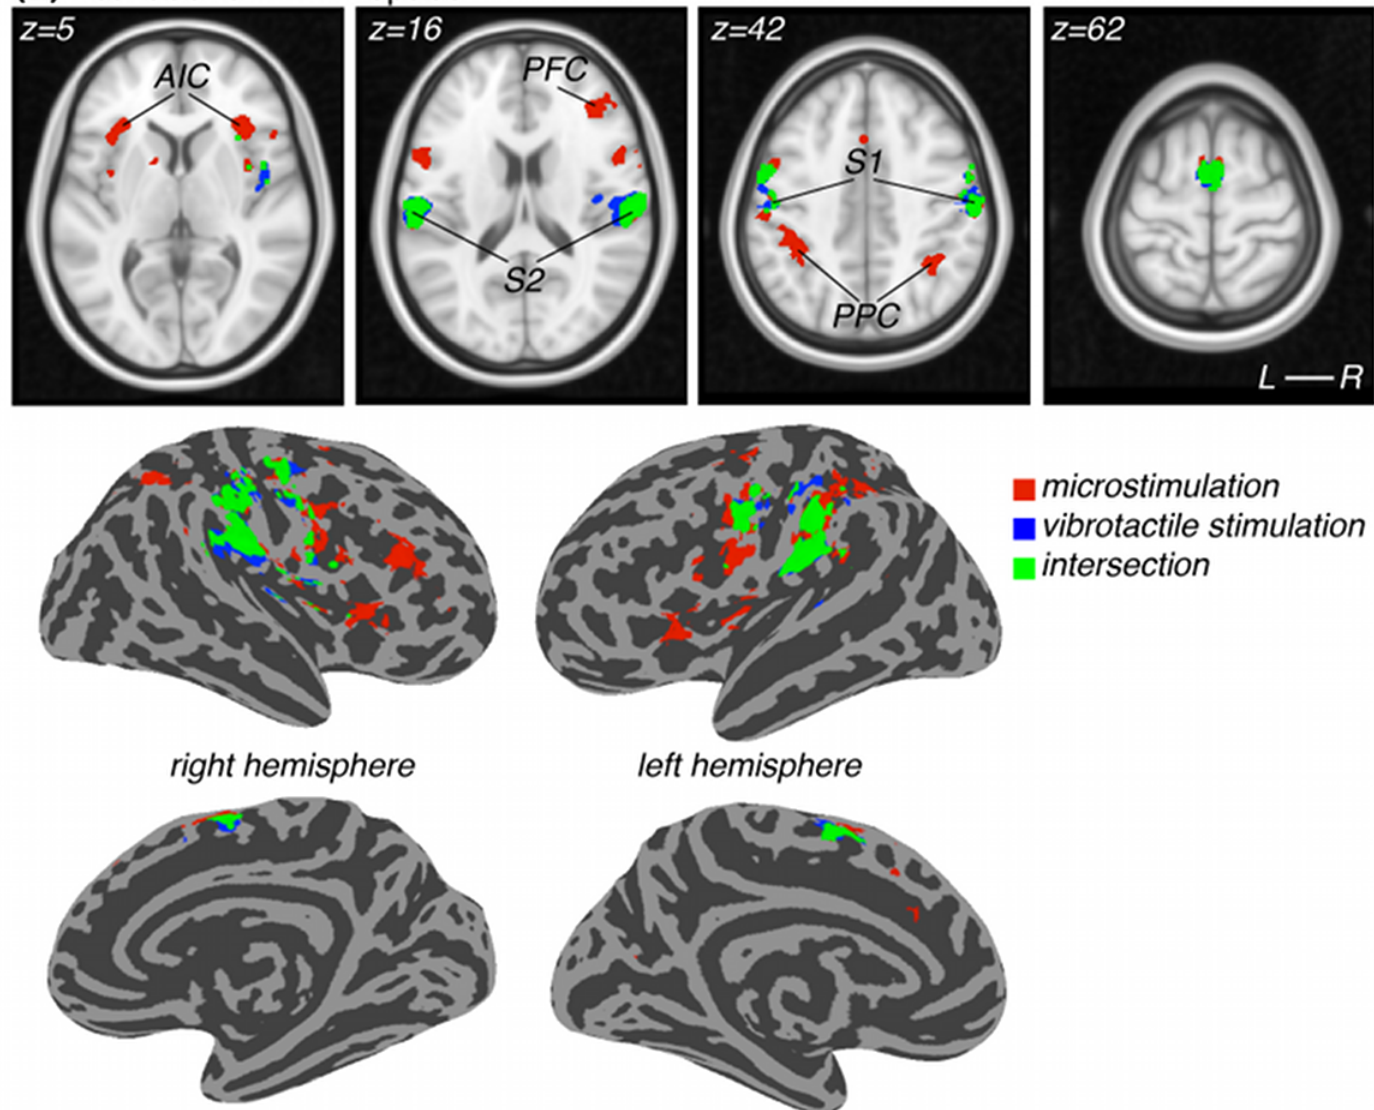 z=5
z=16
z=42
z=62
AIC
PFC
S1
S2
PPC
L R
microstimulation
vibrotactile stimulation
intersection
right hemisphere
left hemisphere